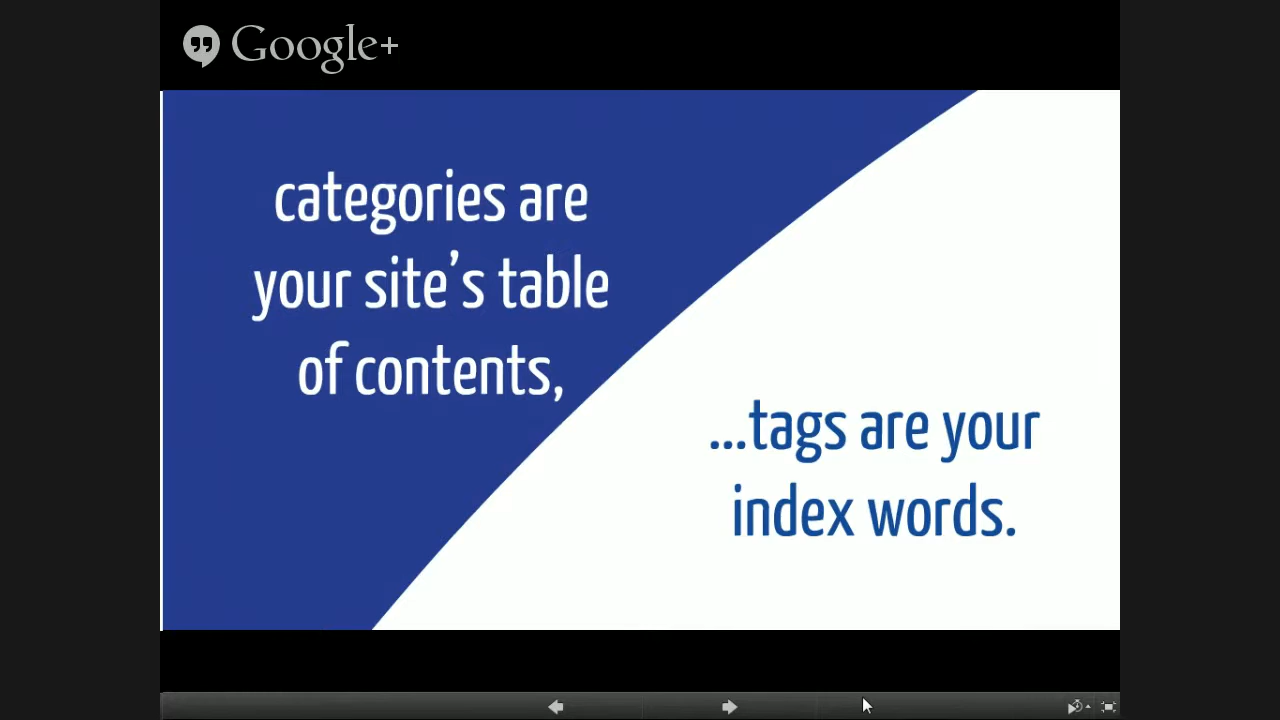 Google+
categories are
your site's table
of contents,
...tags are your
index words.